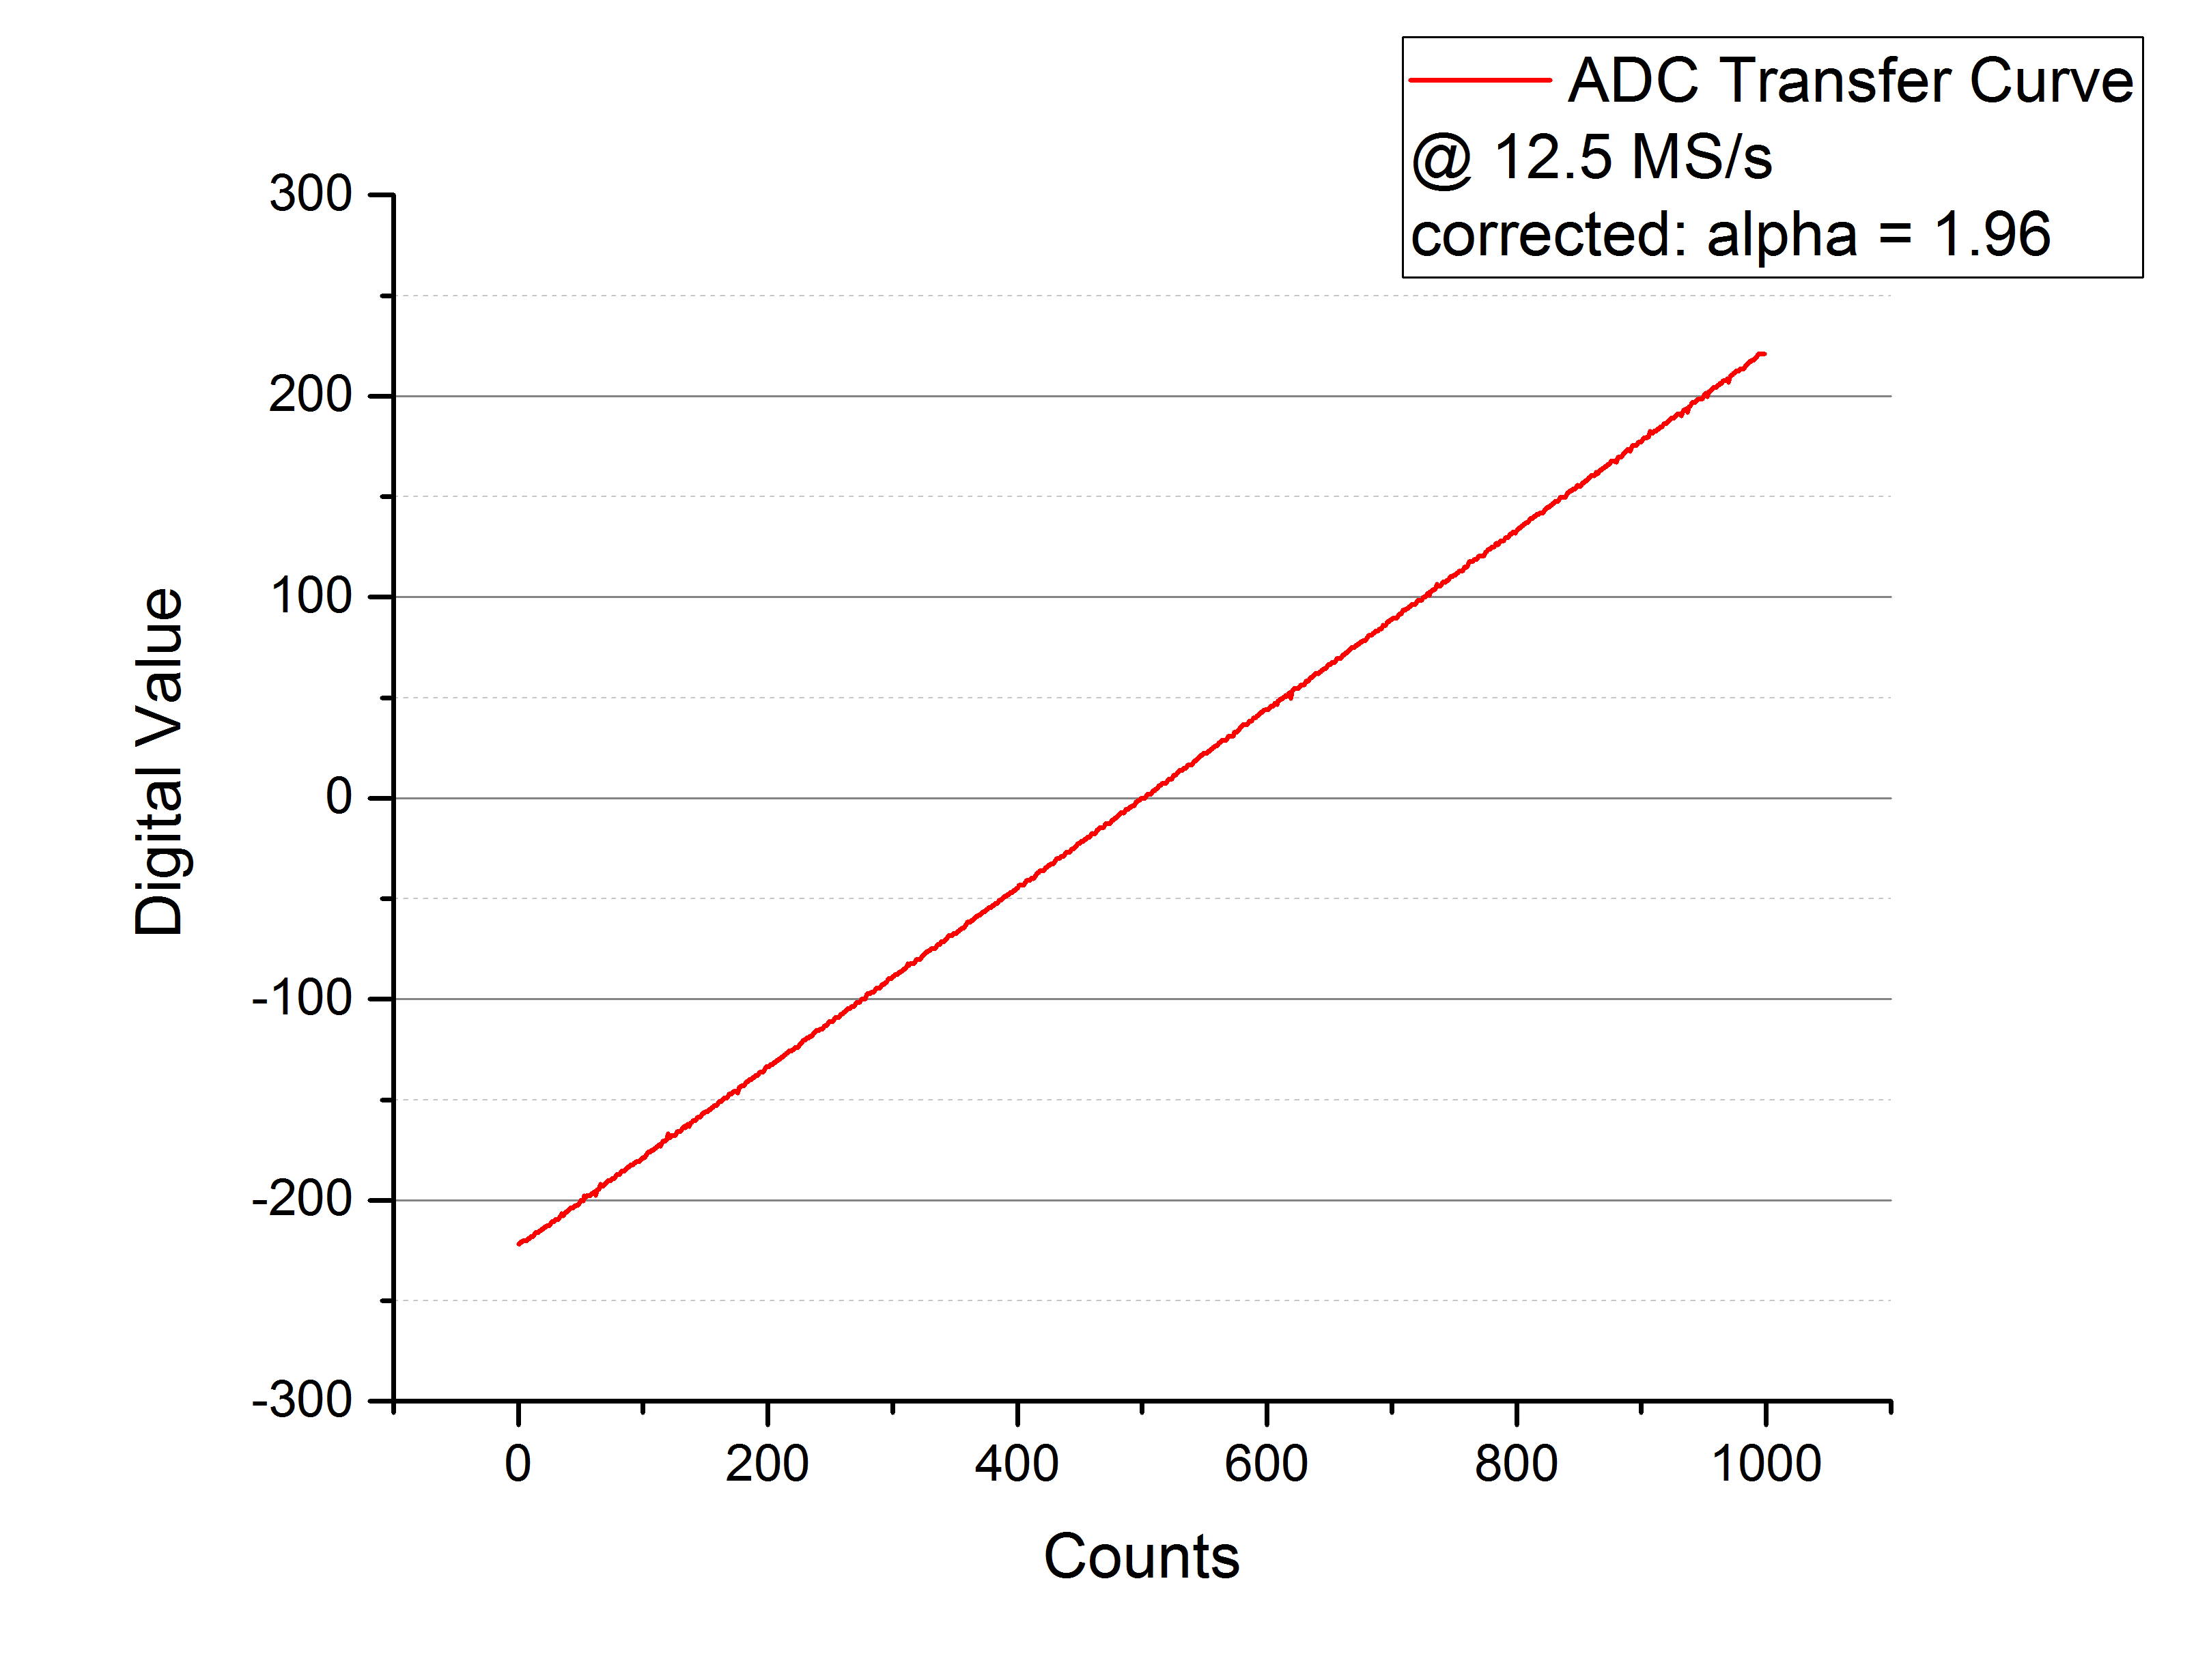 ADC Transfer Curve
@ 12.5 MS/s
corrected: alpha = 1.96
300
200
100
0
-100
-200
-300
Digital Value
0 200 400 600 800 1000
Counts